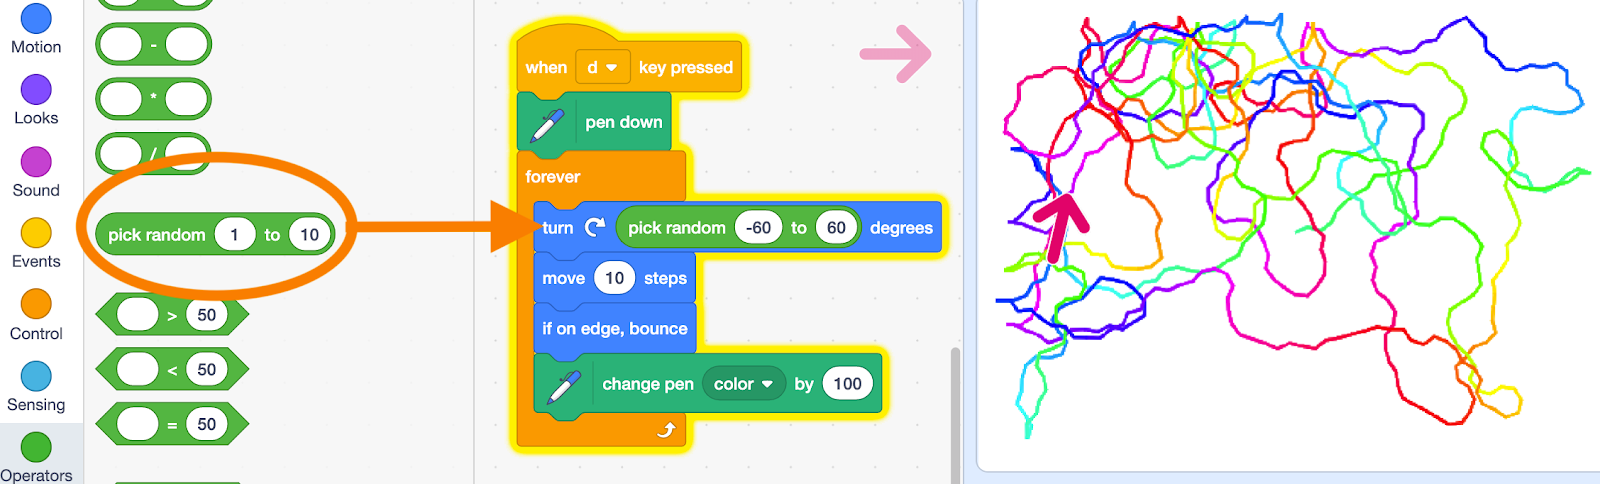 Motion
Looks
Sound
Events
Control
Sensing
Operators
-
*
/
pick random 1 to 10
> 50
< 50
= 50
when d key pressed
pen down
forever
turn pick random -60 to 60 degrees
move 10 steps
if on edge, bounce
change pen color by 100